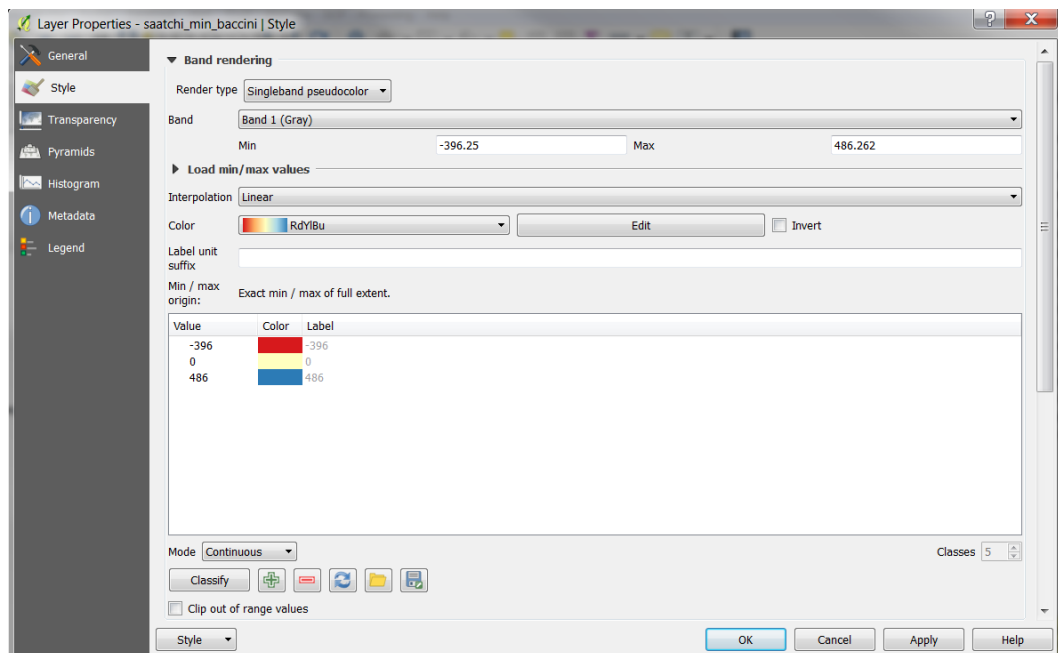 Layer Properties - saatchi_min_baccini | Style
General
Style
Transparency
Pyramids
Histogram
Metadata
Legend
Band rendering
Render type Singleband pseudocolor
Band Band 1 (Gray)
Min -396.25 Max 486.262
Load min/max values
Interpolation Linear
Color RdYlBu Edit Invert
Label unit
suffix
Min / max
origin: Exact min / max of full extent.
Value Color Label
-396 -396
0 0
486 486
Mode Continuous Classes 5
Classify
Clip out of range values
Style OK Cancel Apply Help